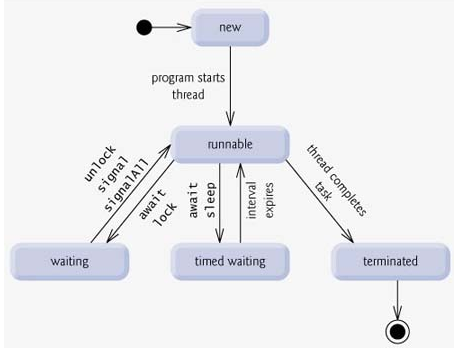 new
program starts
thread
runnable
unlock
signal
signalAll
await
lock
await
sleep
interval
expires
thread completes
task
waiting
timed waiting
terminated